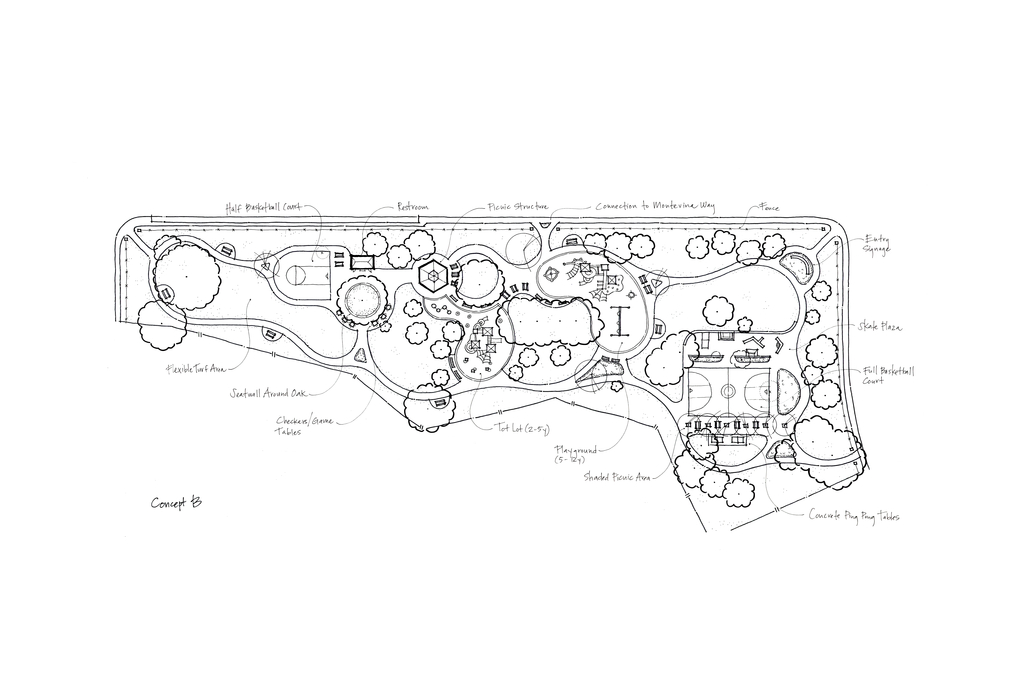 Half Basketball Court
Restroom
Picnic Structure
Connection to Monterina Way
Fence
Entry
Signage
Skate Plaza
Full Basketball
Court
Flexible Turf Area
Seatwall Around Oak
Checkers/Game
Tables
Tot Lot (2-5y)
Playground
(5-12y)
Shaded Picnic Area
Concrete Ping Pong Tables
Concept B